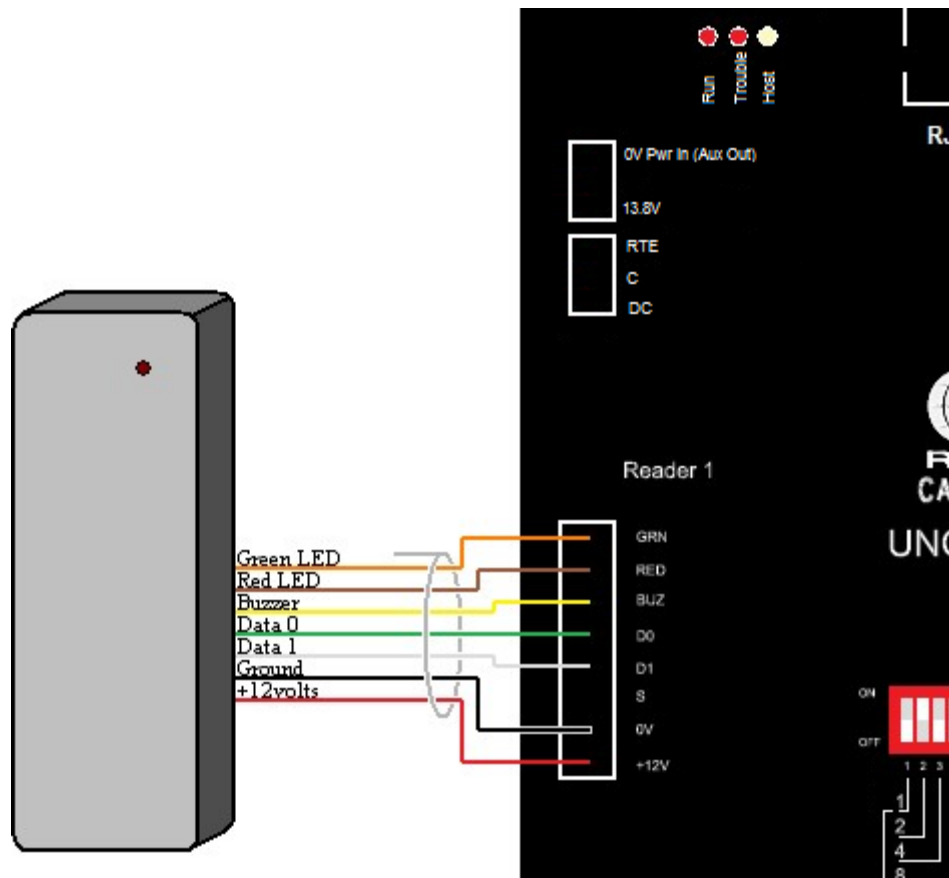 Run
Trouble
Host
0V Pwr In (Aux Out)
13.8V
RTE
C
DC
Reader 1
GRN
RED
BUZ
D0
D1
S
0V
+12V
Green LED
Red LED
Buzzer
Data 0
Data 1
Ground
+12volts
ON
OFF
1 2 3
1
2
4
8